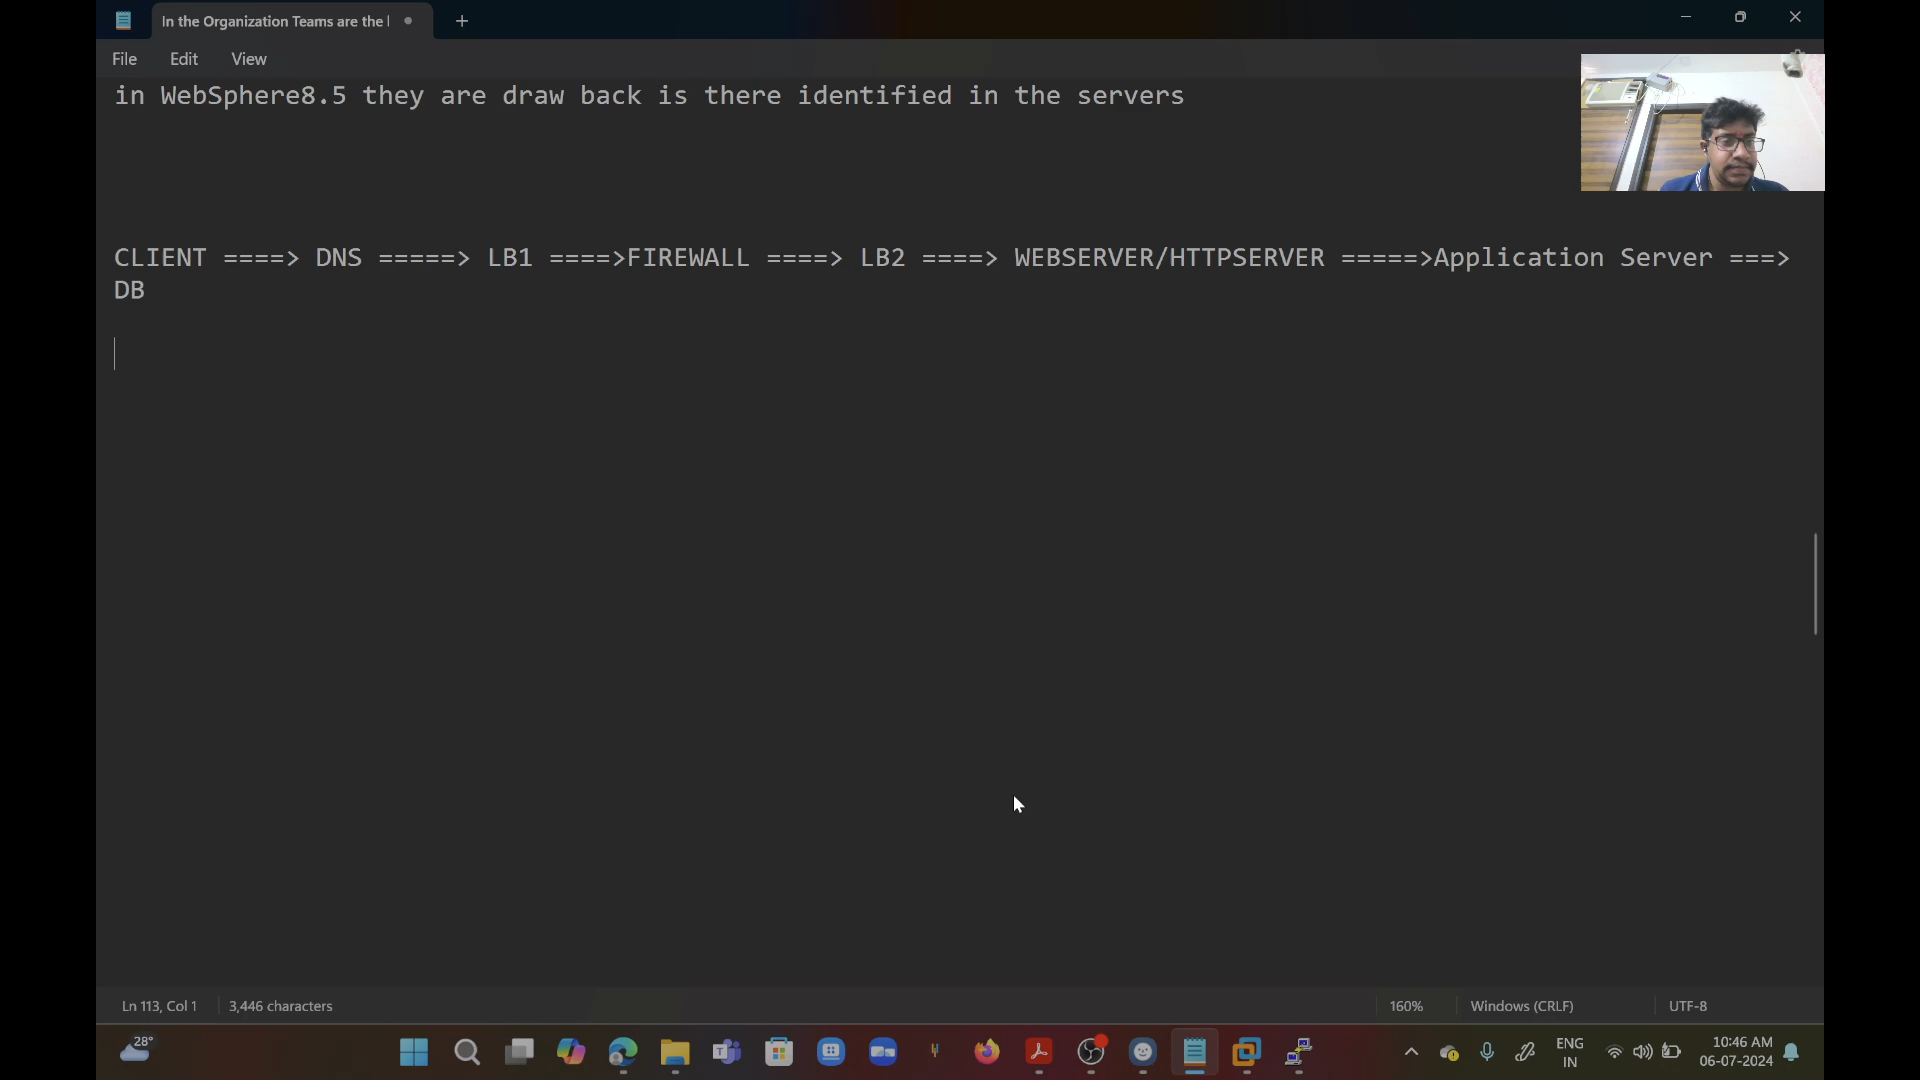 In the Organization Teams are the l
File Edit View
in WebSphere8.5 they are draw back is there identified in the servers
CLIENT ====> DNS =====> LB1 ====>FIREWALL ====> LB2 ====> WEBSERVER/HTTPSERVER =====>Application Server ===>
DB
Ln 113, Col 1 3,446 characters 160% Windows (CRLF) UTF-8
28°
ENG
IN
10:46 AM
06-07-2024